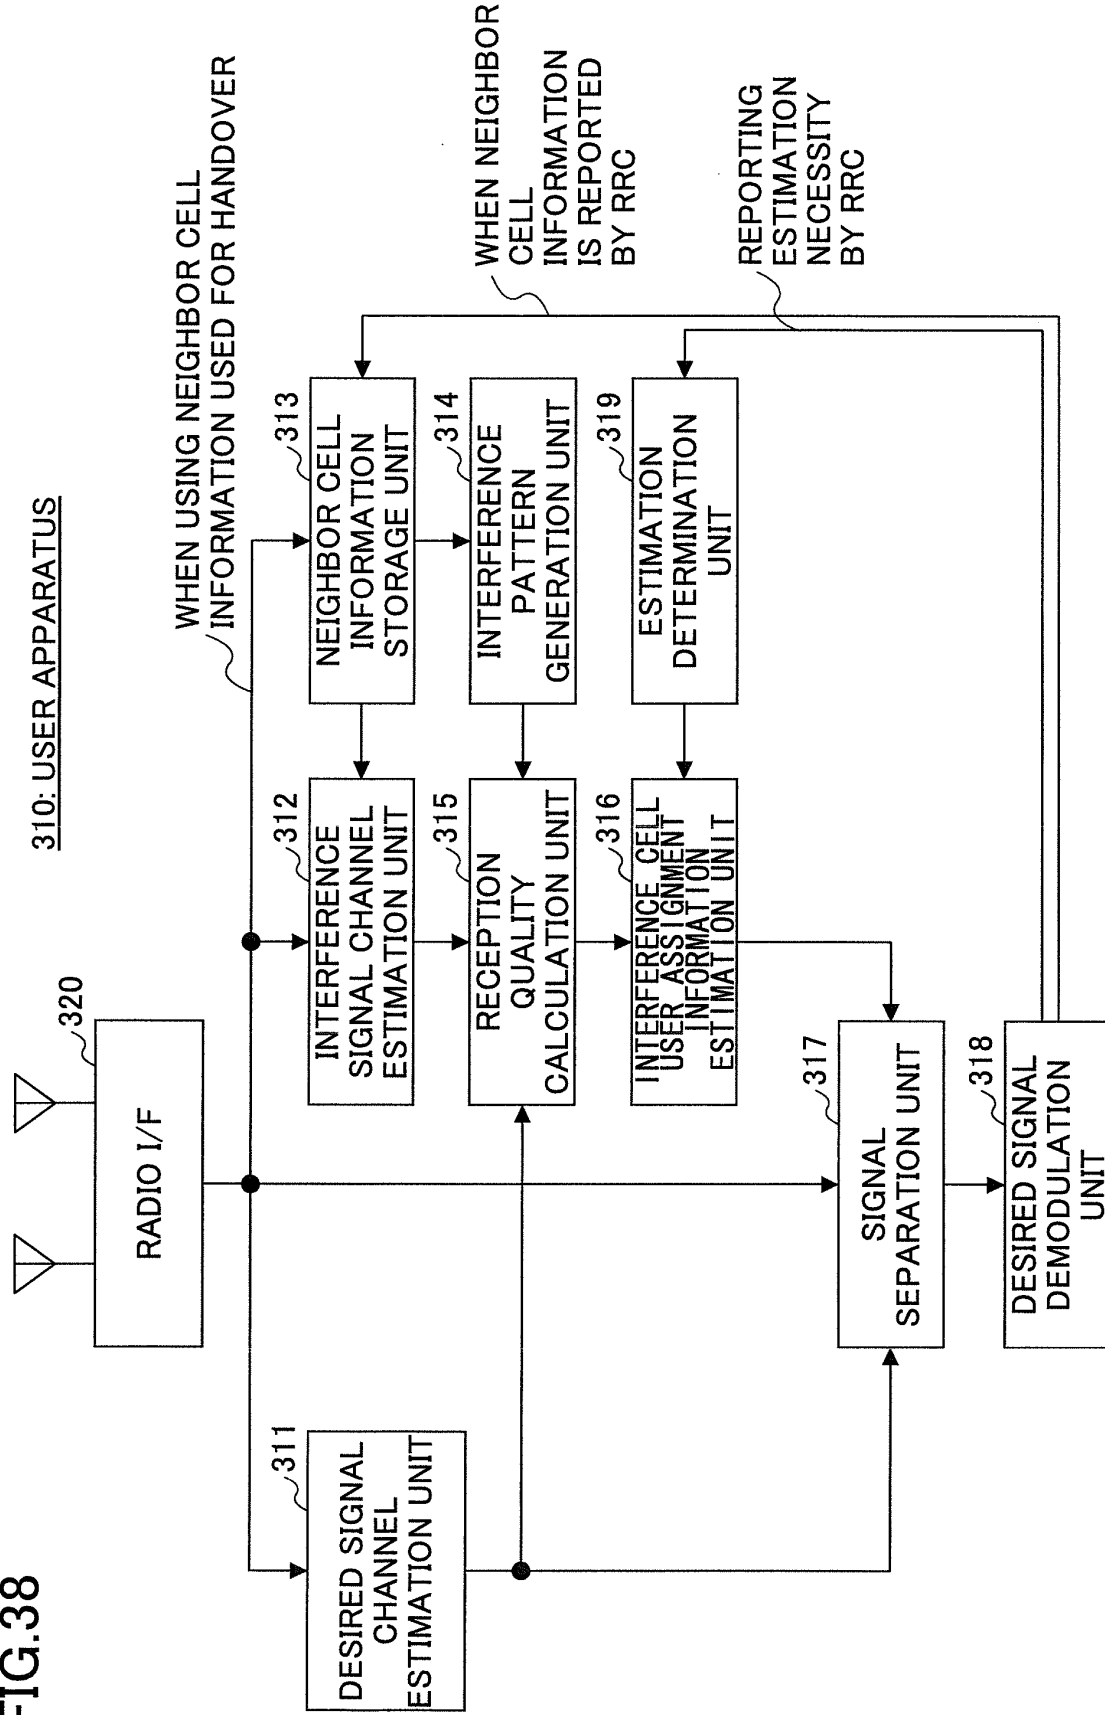 FIG.38
310: USER APPARATUS
320
RADIO I/F
WHEN USING NEIGHBOR CELL
INFORMATION USED FOR HANDOVER
311
DESIRED SIGNAL
CHANNEL
ESTIMATION UNIT
312
INTERFERENCE
SIGNAL CHANNEL
ESTIMATION UNIT
313
NEIGHBOR CELL
INFORMATION
STORAGE UNIT
WHEN NEIGHBOR
CELL
INFORMATION
IS REPORTED
BY RRC
315
RECEPTION
QUALITY
CALCULATION UNIT
314
INTERFERENCE
PATTERN
GENERATION UNIT
316
INTERFERENCE CELL
USER ASSIGNMENT
INFORMATION
ESTIMATION UNIT
319
ESTIMATION
DETERMINATION
UNIT
REPORTING
ESTIMATION
NECESSITY
BY RRC
317
SIGNAL
SEPARATION UNIT
318
DESIRED SIGNAL
DEMODULATION
UNIT